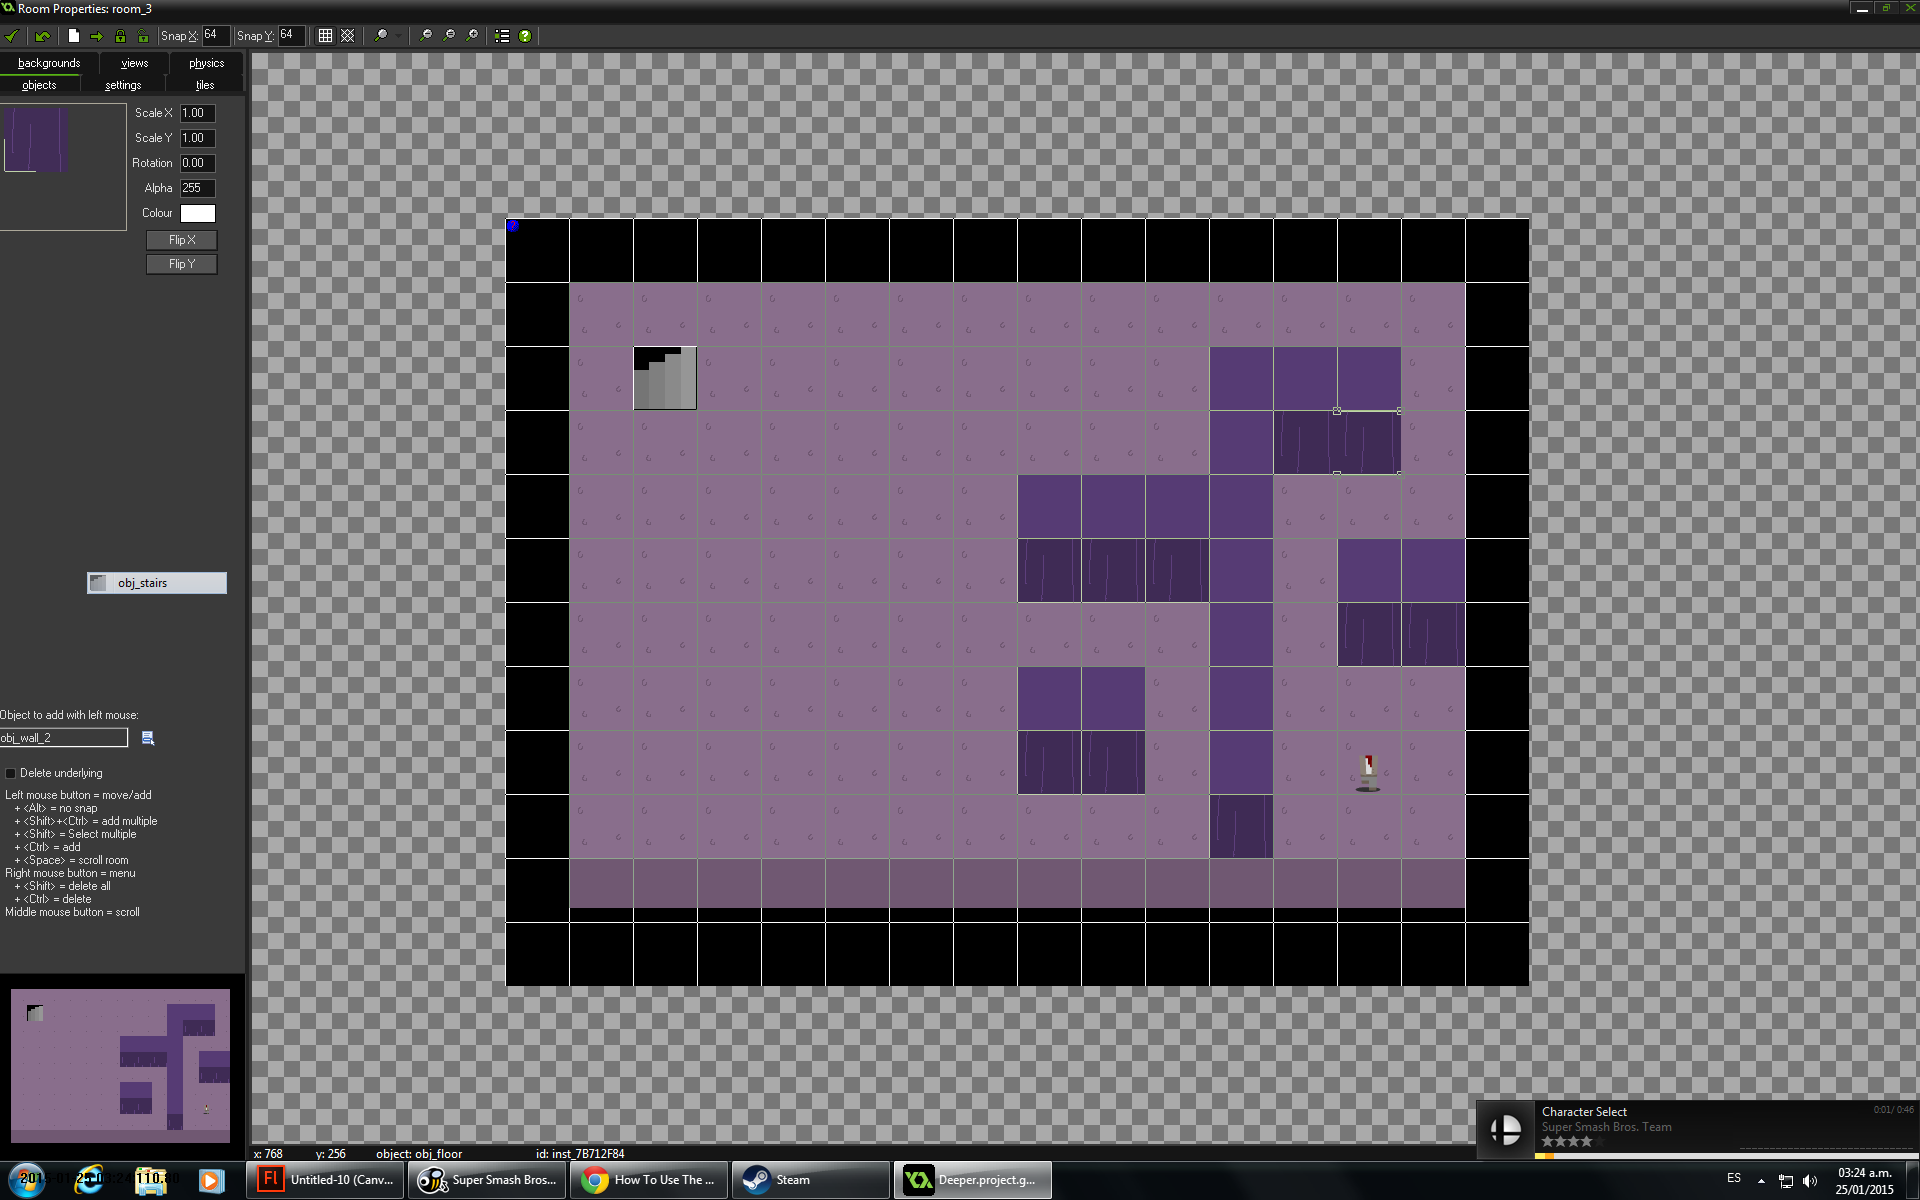 Room Properties: room_3
Snap X: 64 Snap Y: 64
backgrounds views physics
objects settings tiles
Scale X 1.00
Scale Y 1.00
Rotation 0.00
Alpha 255
Colour
Flip X
Flip Y
obj_stairs
Object to add with left mouse:
obj_wall_2
Delete underlying
Left mouse button = move/add
+ <Alt> = no snap
+ <Shift>+<Ctrl> = add multiple
+ <Shift> = Select multiple
+ <Ctrl> = add
+ <Space> = scroll room
Right mouse button = menu
+ <Shift> = delete all
+ <Ctrl> = delete
Middle mouse button = scroll
x: 768 y: 256 object: obj_floor id: inst_7B712F84
Character Select 0:01/ 0:46
Super Smash Bros. Team
Untitled-10 (Canv... Super Smash Bros... How To Use The ... Steam Deeper.project.g...
ES
03:24 a.m.
25/01/2015